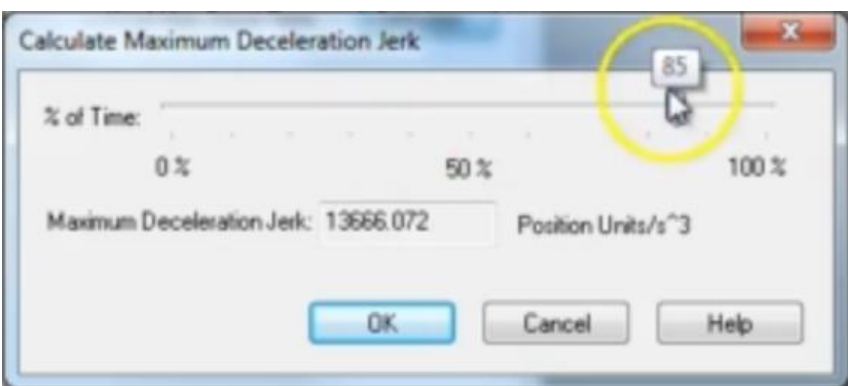 Calculate Maximum Deceleration Jerk
85
% of Time:
0 % 50 % 100 %
Maximum Deceleration Jerk: 13666.072 Position Units/s^3
OK Cancel Help